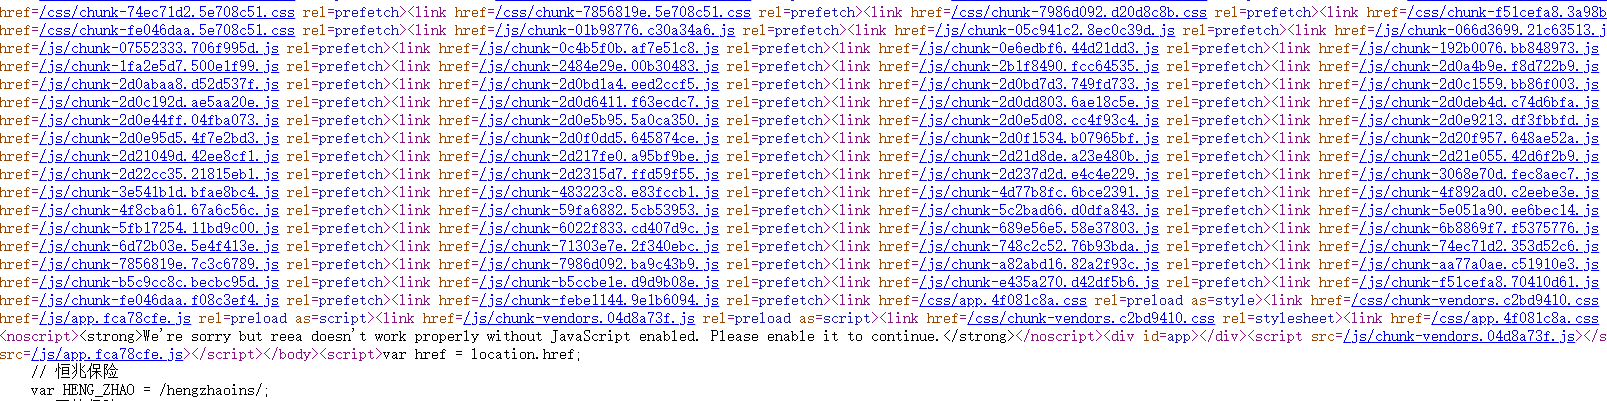 href=/css/chunk-74ec71d2.5e708c51.css rel=prefetch><link href=/css/chunk-7856819e.5e708c51.css rel=prefetch><link href=/css/chunk-7986d092.d20d8c8b.css rel=prefetch><link href=/css/chunk-f51cefa8.3a98b
href=/css/chunk-fe046daa.5e708c51.css rel=prefetch><link href=/js/chunk-01b98776.c30a34a6.js rel=prefetch><link href=/js/chunk-05c941c2.8ec0c39d.js rel=prefetch><link href=/js/chunk-066d3699.21c63513.j
href=/js/chunk-07552333.706f995d.js rel=prefetch><link href=/js/chunk-0c4b5f0b.af7e51c8.js rel=prefetch><link href=/js/chunk-0e6edbf6.44d21dd3.js rel=prefetch><link href=/js/chunk-192b0076.bb848973.js
href=/js/chunk-1fa2e5d7.500e1f99.js rel=prefetch><link href=/js/chunk-2484e29e.00b30483.js rel=prefetch><link href=/js/chunk-2b1f8490.fcc64535.js rel=prefetch><link href=/js/chunk-2d0a4b9e.f8d722b9.js
href=/js/chunk-2d0abaa8.d52d537f.js rel=prefetch><link href=/js/chunk-2d0bd1a4.eed2ccf5.js rel=prefetch><link href=/js/chunk-2d0bd7d3.749fd733.js rel=prefetch><link href=/js/chunk-2d0c1559.bb86f003.js
href=/js/chunk-2d0c192d.ae5aa20e.js rel=prefetch><link href=/js/chunk-2d0d6411.f63ecdc7.js rel=prefetch><link href=/js/chunk-2d0dd803.6ae18c5e.js rel=prefetch><link href=/js/chunk-2d0deb4d.c74d6bfa.js
href=/js/chunk-2d0e44ff.04fba073.js rel=prefetch><link href=/js/chunk-2d0e5b95.5a0ca350.js rel=prefetch><link href=/js/chunk-2d0e5d08.cc4f93c4.js rel=prefetch><link href=/js/chunk-2d0e9213.df3fbbfd.js
href=/js/chunk-2d0e95d5.4f7e2bd3.js rel=prefetch><link href=/js/chunk-2d0f0dd5.645874ce.js rel=prefetch><link href=/js/chunk-2d0f1534.b07965bf.js rel=prefetch><link href=/js/chunk-2d20f957.648ae52a.js
href=/js/chunk-2d21049d.42ee8cf1.js rel=prefetch><link href=/js/chunk-2d217fe0.a95bf9be.js rel=prefetch><link href=/js/chunk-2d21d8de.a23e480b.js rel=prefetch><link href=/js/chunk-2d21e055.42d6f2b9.js
href=/js/chunk-2d22cc35.21815eb1.js rel=prefetch><link href=/js/chunk-2d2315d7.ffd59f55.js rel=prefetch><link href=/js/chunk-2d237d2d.e4c4e229.js rel=prefetch><link href=/js/chunk-3068e70d.fec8aec7.js
href=/js/chunk-3e541b1d.bfae8bc4.js rel=prefetch><link href=/js/chunk-483223c8.e83fccb1.js rel=prefetch><link href=/js/chunk-4d77b8fc.6bce2391.js rel=prefetch><link href=/js/chunk-4f892ad0.c2eebe3e.js
href=/js/chunk-4f8cba61.67a6c56c.js rel=prefetch><link href=/js/chunk-59fa6882.5cb53953.js rel=prefetch><link href=/js/chunk-5c2bad66.d0dfa843.js rel=prefetch><link href=/js/chunk-5e051a90.ee6bec14.js
href=/js/chunk-5fb17254.11bd9c00.js rel=prefetch><link href=/js/chunk-6022f833.cd407d9c.js rel=prefetch><link href=/js/chunk-689e56e5.58e37803.js rel=prefetch><link href=/js/chunk-6b8869f7.f5375776.js
href=/js/chunk-6d72b03e.5e4f413e.js rel=prefetch><link href=/js/chunk-71303e7e.2f340ebc.js rel=prefetch><link href=/js/chunk-748c2c52.76b93bda.js rel=prefetch><link href=/js/chunk-74ec71d2.353d52c6.js
href=/js/chunk-7856819e.7c3c6789.js rel=prefetch><link href=/js/chunk-7986d092.ba9c43b9.js rel=prefetch><link href=/js/chunk-a82abd16.82a2f93c.js rel=prefetch><link href=/js/chunk-aa77a0ae.c51910e3.js
href=/js/chunk-b5c9cc8c.becbc95d.js rel=prefetch><link href=/js/chunk-b5ccbe1e.d9d9b08e.js rel=prefetch><link href=/js/chunk-e435a270.d42df5b6.js rel=prefetch><link href=/js/chunk-f51cefa8.70410d61.js
href=/js/chunk-fe046daa.f08c3ef4.js rel=prefetch><link href=/js/chunk-febe1144.9e1b6094.js rel=prefetch><link href=/css/app.4f081c8a.css rel=preload as=style><link href=/css/chunk-vendors.c2bd9410.css
href=/js/app.fca78cfe.js rel=preload as=script><link href=/js/chunk-vendors.04d8a73f.js rel=preload as=script><link href=/css/chunk-vendors.c2bd9410.css rel=stylesheet><link href=/css/app.4f081c8a.css
<noscript><strong>We're sorry but reea doesn't work properly without JavaScript enabled. Please enable it to continue.</strong></noscript><div id=app></div><script src=/js/chunk-vendors.04d8a73f.js></s
src=/js/app.fca78cfe.js></script></body><script>var href = location.href;
// 恒兆保险
var HENG_ZHAO = /hengzhaoins/;